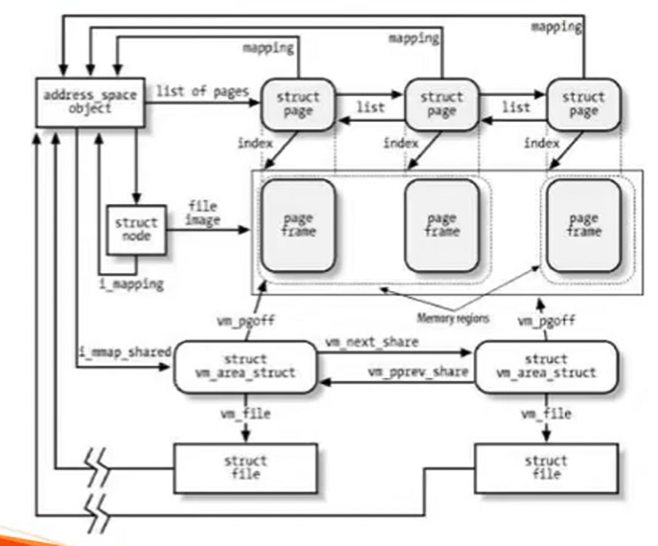 mapping
mapping
mapping
address_space
object
list of pages
struct
page
list
struct
page
list
struct
page
index
index
index
struct
node
file
image
page
frame
page
frame
page
frame
i_mapping
vm_pgoff
Memory regions
vm_pgoff
i_mmap_shared
struct
vm_area_struct
vm_next_share
vm_pprev_share
struct
vm_area_struct
vm_file
vm_file
struct
file
struct
file